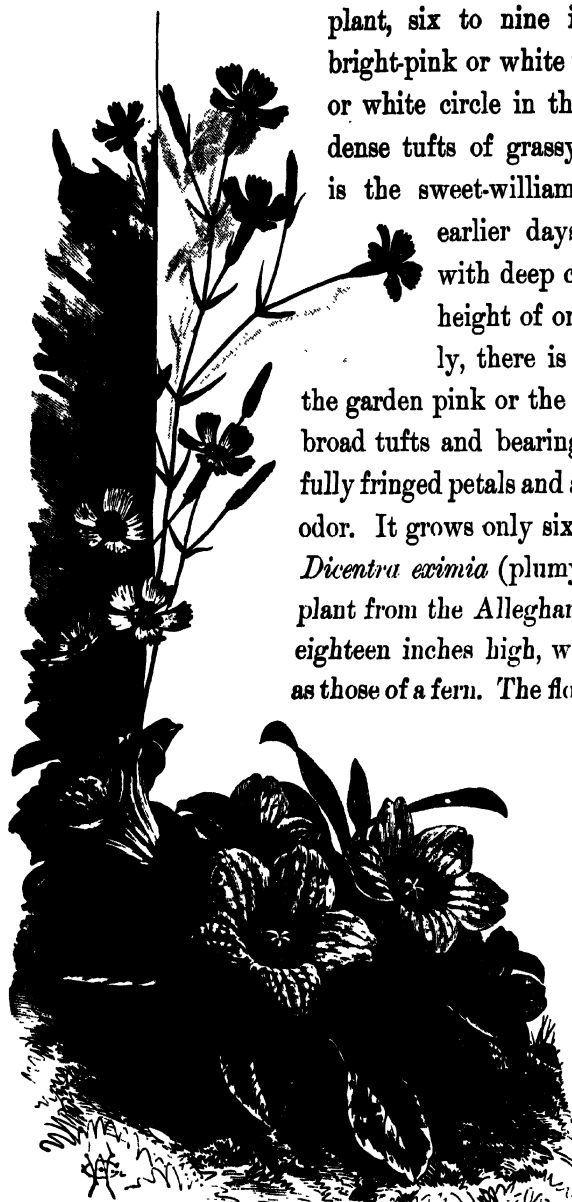 plant, six to nine i
bright-pink or white
or white circle in th
dense tufts of grassy
is the sweet-william
earlier days
with deep c
height of on
ly, there is
the garden pink or the
broad tufts and bearing
fully fringed petals and a
odor. It grows only six
Dicentra eximia (plumy
plant from the Alleghan
eighteen inches high, w
as those of a fern. The flo